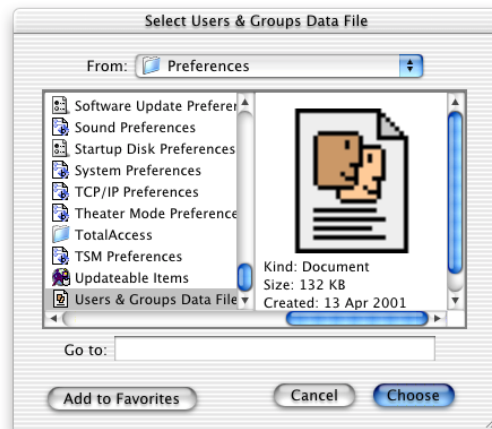 Select Users & Groups Data File
From: Preferences
Software Update Prefere
Sound Preferences
Startup Disk Preferences
System Preferences
TCP/IP Preferences
Theater Mode Preference
TotalAccess
TSM Preferences
Updateable Items
Users & Groups Data File
Kind: Document
Size: 132 KB
Created: 13 Apr 2001
Go to:
Add to Favorites
Cancel
Choose